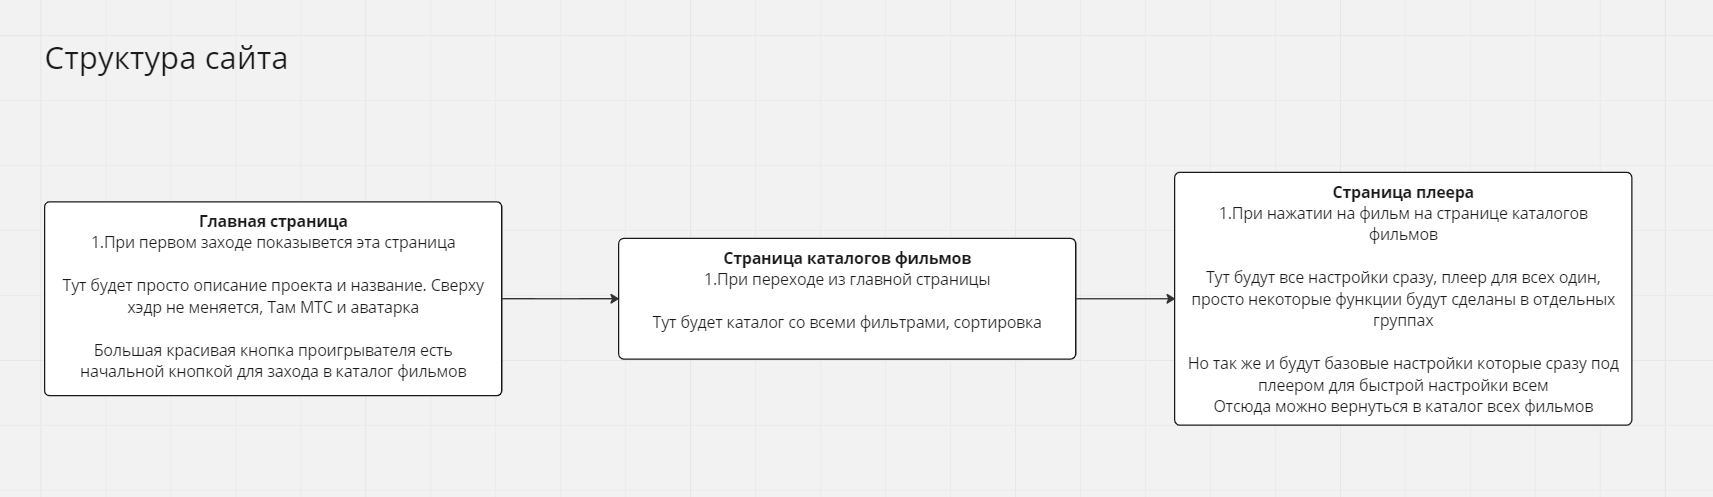 Структура сайта
Главная страница
1.При первом заходе показывется эта страница
Тут будет просто описание проекта и название. Сверху
хэдр не меняется, Там МТС и аватарка
Большая красивая кнопка проигрывателя есть
начальной кнопкой для захода в каталог фильмов
Страница каталогов фильмов
1.При переходе из главной страницы
Тут будет каталог со всеми фильтрами, сортировка
Страница плеера
1.При нажатии на фильм на странице каталогов
фильмов
Тут будут все настройки сразу, плеер для всех один,
просто некоторые функции будут сделаны в отдельных
группах
Но так же и будут базовые настройки которые сразу под
плеером для быстрой настройки всем
Отсюда можно вернуться в каталог всех фильмов